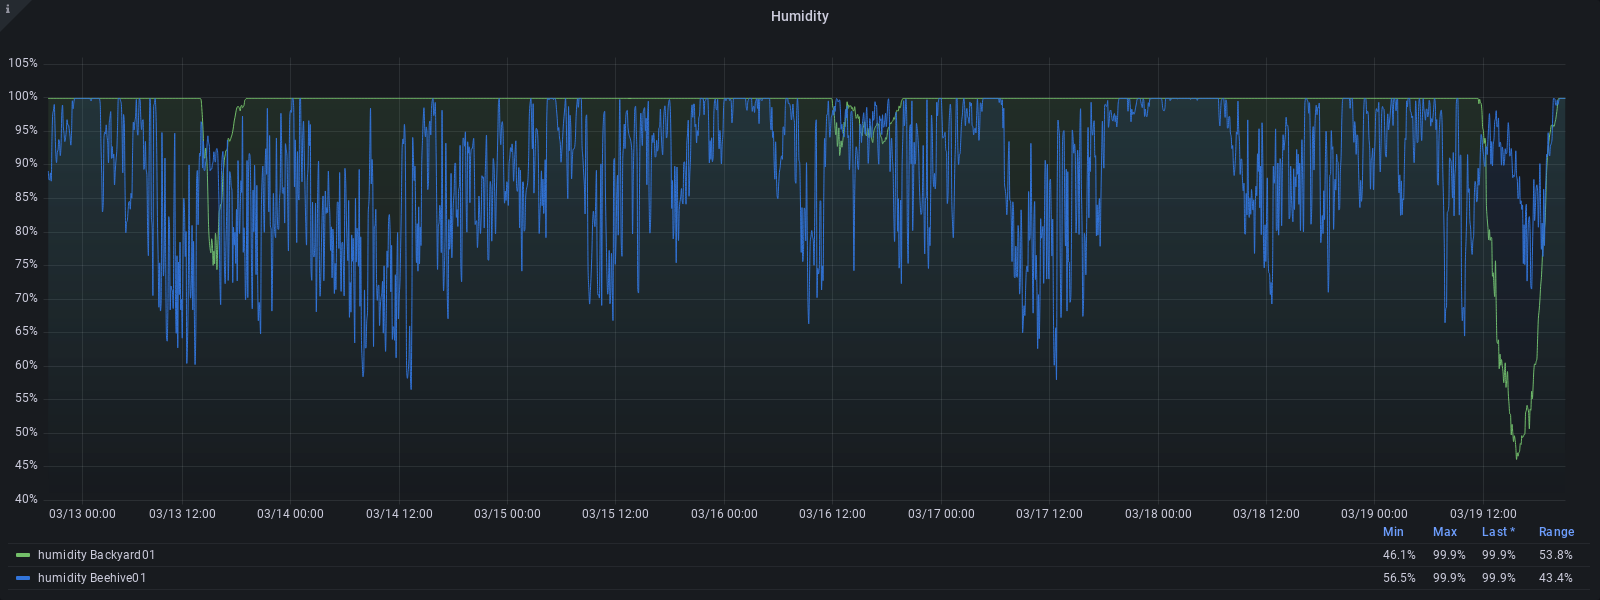 i
Humidity
105%
100%
95%
90%
85%
80%
75%
70%
65%
60%
55%
50%
45%
40%
03/13 00:00 03/13 12:00 03/14 00:00 03/14 12:00 03/15 00:00 03/15 12:00 03/16 00:00 03/16 12:00 03/17 00:00 03/17 12:00 03/18 00:00 03/18 12:00 03/19 00:00 03/19 12:00
Min Max Last * Range
humidity Backyard01 46.1% 99.9% 99.9% 53.8%
humidity Beehive01 56.5% 99.9% 99.9% 43.4%